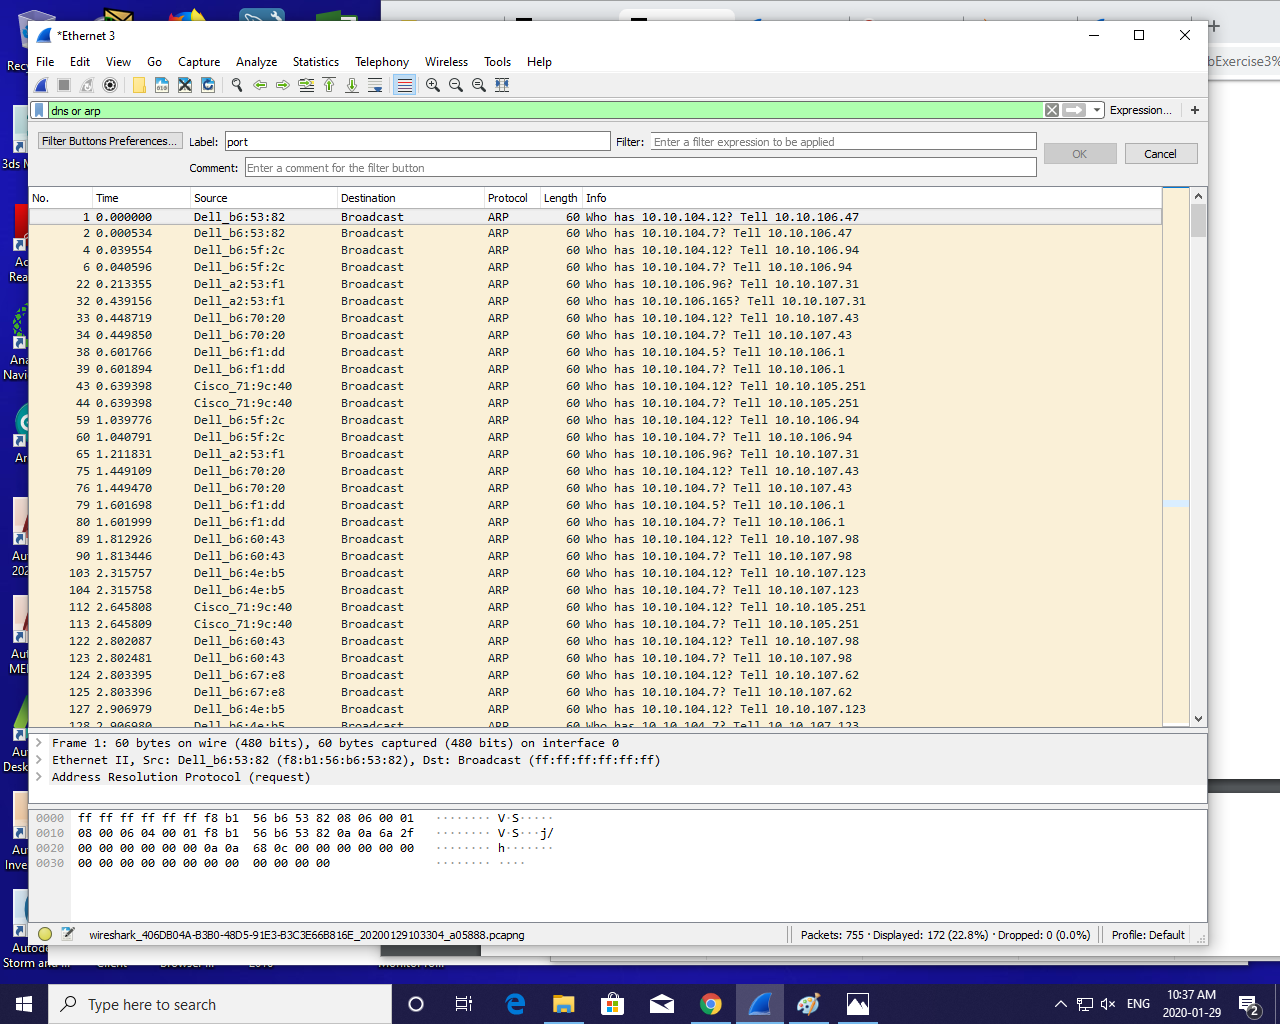 *Ethernet 3
File Edit View Go Capture Analyze Statistics Telephony Wireless Tools Help
dns or arp
Expression... +
Filter Buttons Preferences... Label: port Filter: Enter a filter expression to be applied
OK Cancel
Comment: Enter a comment for the filter button
No. Time Source Destination Protocol Length Info
1 0.000000 Dell_b6:53:82 Broadcast ARP 60 Who has 10.10.104.12? Tell 10.10.106.47
2 0.000534 Dell_b6:53:82 Broadcast ARP 60 Who has 10.10.104.7? Tell 10.10.106.47
4 0.039554 Dell_b6:5f:2c Broadcast ARP 60 Who has 10.10.104.12? Tell 10.10.106.94
6 0.040596 Dell_b6:5f:2c Broadcast ARP 60 Who has 10.10.104.7? Tell 10.10.106.94
22 0.213355 Dell_a2:53:f1 Broadcast ARP 60 Who has 10.10.106.96? Tell 10.10.107.31
32 0.439156 Dell_a2:53:f1 Broadcast ARP 60 Who has 10.10.106.165? Tell 10.10.107.31
33 0.448719 Dell_b6:70:20 Broadcast ARP 60 Who has 10.10.104.12? Tell 10.10.107.43
34 0.449850 Dell_b6:70:20 Broadcast ARP 60 Who has 10.10.104.7? Tell 10.10.107.43
38 0.601766 Dell_b6:f1:dd Broadcast ARP 60 Who has 10.10.104.5? Tell 10.10.106.1
39 0.601894 Dell_b6:f1:dd Broadcast ARP 60 Who has 10.10.104.7? Tell 10.10.106.1
43 0.639398 Cisco_71:9c:40 Broadcast ARP 60 Who has 10.10.104.12? Tell 10.10.105.251
44 0.639398 Cisco_71:9c:40 Broadcast ARP 60 Who has 10.10.104.7? Tell 10.10.105.251
59 1.039776 Dell_b6:5f:2c Broadcast ARP 60 Who has 10.10.104.12? Tell 10.10.106.94
60 1.040791 Dell_b6:5f:2c Broadcast ARP 60 Who has 10.10.104.7? Tell 10.10.106.94
65 1.211831 Dell_a2:53:f1 Broadcast ARP 60 Who has 10.10.106.96? Tell 10.10.107.31
75 1.449109 Dell_b6:70:20 Broadcast ARP 60 Who has 10.10.104.12? Tell 10.10.107.43
76 1.449470 Dell_b6:70:20 Broadcast ARP 60 Who has 10.10.104.7? Tell 10.10.107.43
79 1.601698 Dell_b6:f1:dd Broadcast ARP 60 Who has 10.10.104.5? Tell 10.10.106.1
80 1.601999 Dell_b6:f1:dd Broadcast ARP 60 Who has 10.10.104.7? Tell 10.10.106.1
89 1.812926 Dell_b6:60:43 Broadcast ARP 60 Who has 10.10.104.12? Tell 10.10.107.98
90 1.813446 Dell_b6:60:43 Broadcast ARP 60 Who has 10.10.104.7? Tell 10.10.107.98
103 2.315757 Dell_b6:4e:b5 Broadcast ARP 60 Who has 10.10.104.12? Tell 10.10.107.123
104 2.315758 Dell_b6:4e:b5 Broadcast ARP 60 Who has 10.10.104.7? Tell 10.10.107.123
112 2.645808 Cisco_71:9c:40 Broadcast ARP 60 Who has 10.10.104.12? Tell 10.10.105.251
113 2.645809 Cisco_71:9c:40 Broadcast ARP 60 Who has 10.10.104.7? Tell 10.10.105.251
122 2.802087 Dell_b6:60:43 Broadcast ARP 60 Who has 10.10.104.12? Tell 10.10.107.98
123 2.802481 Dell_b6:60:43 Broadcast ARP 60 Who has 10.10.104.7? Tell 10.10.107.98
124 2.803395 Dell_b6:67:e8 Broadcast ARP 60 Who has 10.10.104.12? Tell 10.10.107.62
125 2.803396 Dell_b6:67:e8 Broadcast ARP 60 Who has 10.10.104.7? Tell 10.10.107.62
127 2.906979 Dell_b6:4e:b5 Broadcast ARP 60 Who has 10.10.104.12? Tell 10.10.107.123
128 2.906980 Dell_b6:4e:b5 Broadcast ARP 60 Who has 10.10.104.7? Tell 10.10.107.123
Frame 1: 60 bytes on wire (480 bits), 60 bytes captured (480 bits) on interface 0
Ethernet II, Src: Dell_b6:53:82 (f8:b1:56:b6:53:82), Dst: Broadcast (ff:ff:ff:ff:ff:ff)
Address Resolution Protocol (request)
0000 ff ff ff ff ff ff f8 b1 56 b6 53 82 08 06 00 01 ········ V·S·····
0010 08 00 06 04 00 01 f8 b1 56 b6 53 82 0a 0a 6a 2f ········ V·S···j/
0020 00 00 00 00 00 00 0a 0a 68 0c 00 00 00 00 00 00 ········ h·······
0030 00 00 00 00 00 00 00 00 00 00 00 00 ········ ····
wireshark_406DB04A-B3B0-48D5-91E3-B3C3E66B816E_20200129103304_a05888.pcapng
Packets: 755 · Displayed: 172 (22.8%) · Dropped: 0 (0.0%) Profile: Default
bExercise3%
Storm and ...
Type here to search
ENG
10:37 AM
2020-01-29
2